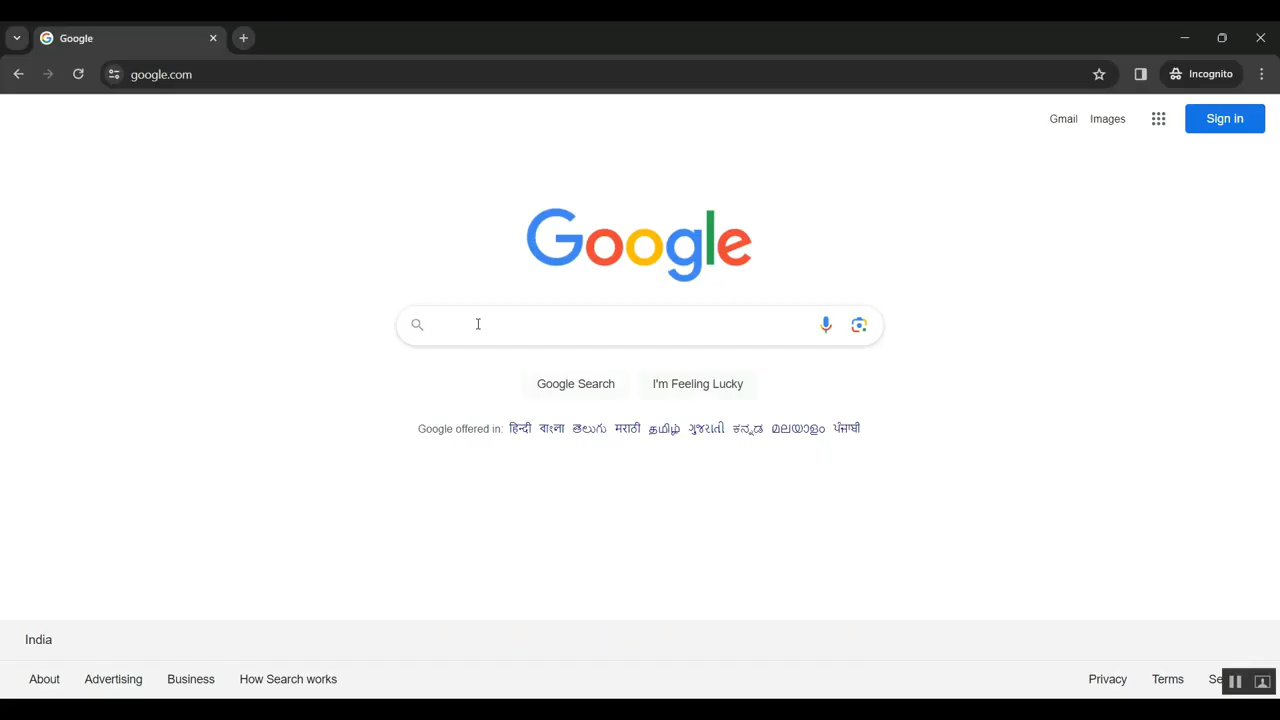 Google
google.com
Incognito
Gmail Images Sign in
Google
Google Search I'm Feeling Lucky
Google offered in: हिन्दी বাংলা తెలుగు मराठी தமிழ் ગુજરાતી ಕನ್ನಡ മലയാളം ਪੰਜਾਬੀ
India
About Advertising Business How Search works Privacy Terms Se